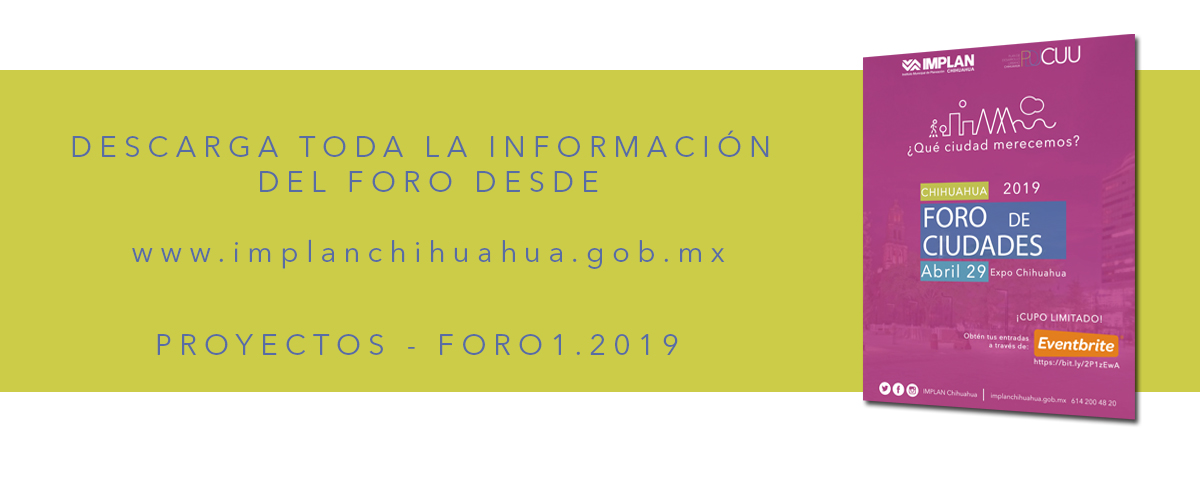 DESCARGA TODA LA INFORMACIÓN
DEL FORO DESDE
www.implanchihuahua.gob.mx
PROYECTOS - FORO1.2019
IMPLAN
CHIHUAHUA
CUU
¿Qué ciudad merecemos?
CHIHUAHUA 2019
FORO DE
CIUDADES
Abril 29 Expo Chihuahua
¡CUPO LIMITADO!
Obtén tus entradas
a través de:
Eventbrite
https://bit.ly/2P1zEwA
IMPLAN Chihuahua | implanchihuahua.gob.mx 614 200 48 20